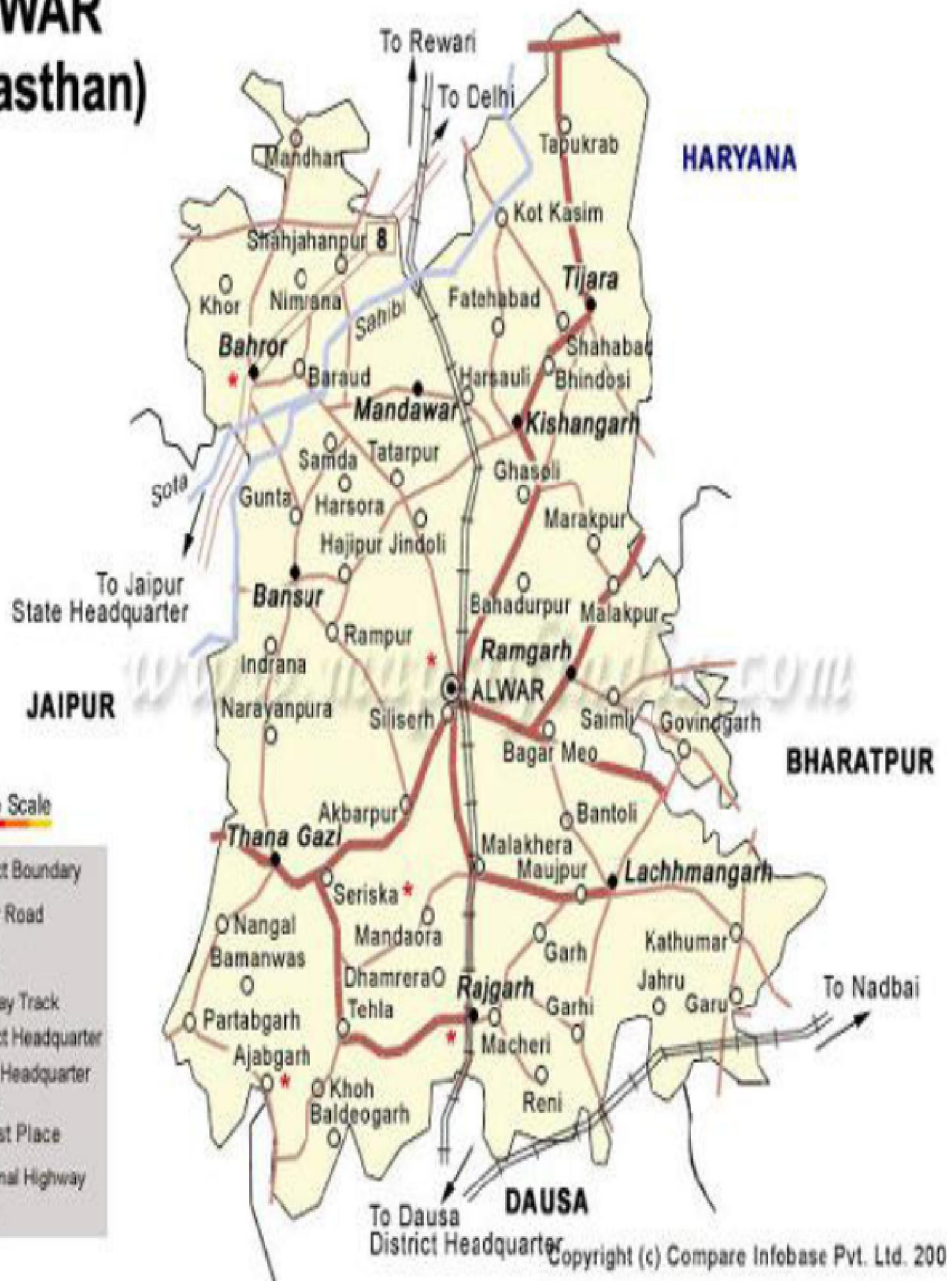 WAR
asthan)
To Rewari
To Delhi
HARYANA
Mandhan
Tapukrab
Kot Kasim
Shahjahanpur
8
Khor
Nimrana
Sahibi
Fatehabad
Tijara
Shahabad
Bahror
Baraud
Harsauli
Bhindosi
Mandawar
Kishangarh
Samda
Tatarpur
Ghasoli
Sota
Gunta
Harsora
Marakpur
Hajipur
Jindoli
To Jaipur
State Headquarter
Bansur
Bahadurpur
Malakpur
Rampur
Indrana
Ramgarh
JAIPUR
ALWAR
Narayanpura
Siliserh
Saimli
Govindgarh
Bagar Meo
BHARATPUR
Scale
Akbarpur
Bantoli
Thana Gazi
Malakhera
Maujpur
Lachhmangarh
ct Boundary
Road
Seriska
Nangal
Mandaora
Garh
Kathumar
Bamanwas
Dhamrera
Rajgarh
Jahru
To Nadbai
ay Track
Tehla
Garhi
Garu
Partabgarh
Macheri
ct Headquarter
Ajabgarh
Headquarter
Khoh
Reni
Baldeogarh
st Place
nal Highway
DAUSA
To Dausa
District Headquarter
Copyright (c) Compare Infobase Pvt. Ltd. 200